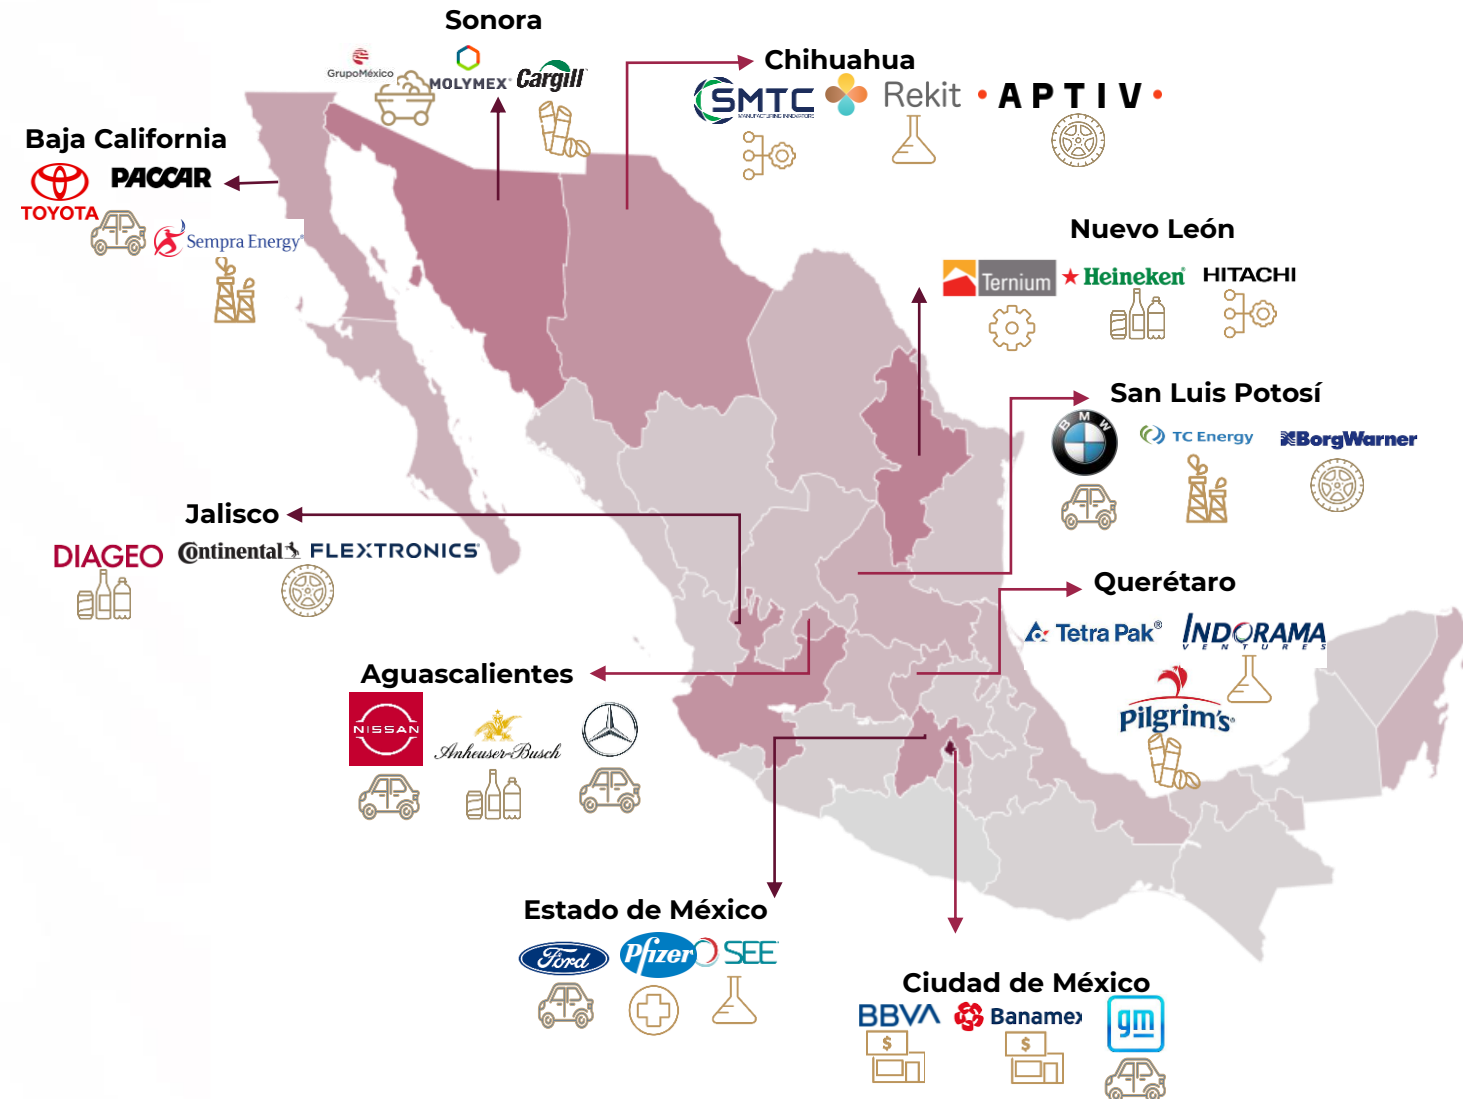 Sonora
GrupoMéxico
MOLYMEX
Cargill
Chihuahua
SMTC
MANUFACTURING INNOVATORS
Rekit
APTIV
Baja California
TOYOTA
PACCAR
Sempra Energy®
Nuevo León
Ternium
Heineken®
HITACHI
San Luis Potosí
BMW
TC Energy
BorgWarner
Jalisco
DIAGEO
Continental
FLEXTRONICS®
Querétaro
Tetra Pak®
INDORAMA
VENTURES
Pilgrim's®
Aguascalientes
NISSAN
Anheuser-Busch
Estado de México
Ford
Pfizer
SEE
Ciudad de México
BBVA
Banamex
gm
$
$